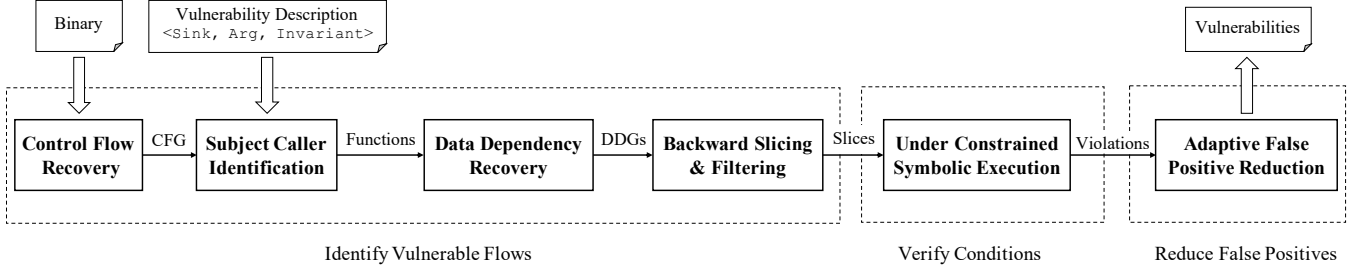 Binary
Vulnerability Description
<Sink, Arg, Invariant>
Vulnerabilities
Control Flow
Recovery
CFG
Subject Caller
Identification
Functions
Data Dependency
Recovery
DDGs
Backward Slicing
& Filtering
Slices
Under Constrained
Symbolic Execution
Violations
Adaptive False
Positive Reduction
Identify Vulnerable Flows
Verify Conditions
Reduce False Positives